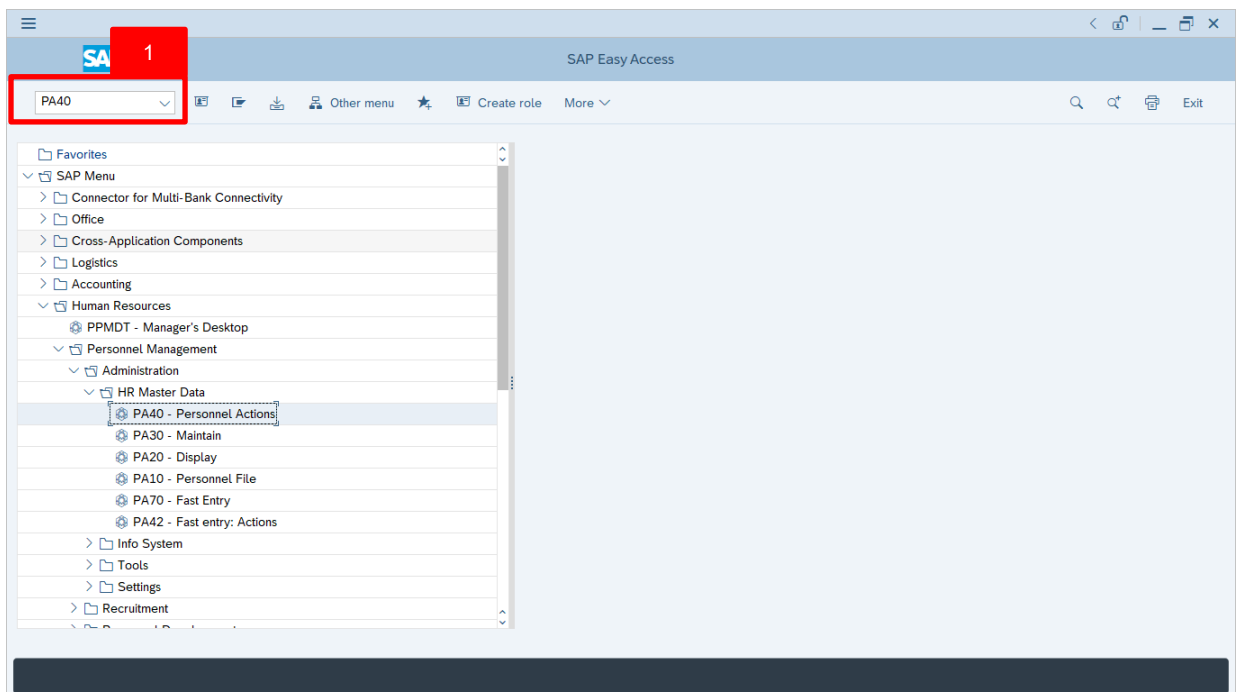 SA
1
SAP Easy Access
PA40
Other menu
Create role
More
Exit
Favorites
SAP Menu
Connector for Multi-Bank Connectivity
Office
Cross-Application Components
Logistics
Accounting
Human Resources
PPMDT - Manager's Desktop
Personnel Management
Administration
HR Master Data
PA40 - Personnel Actions
PA30 - Maintain
PA20 - Display
PA10 - Personnel File
PA70 - Fast Entry
PA42 - Fast entry: Actions
Info System
Tools
Settings
Recruitment